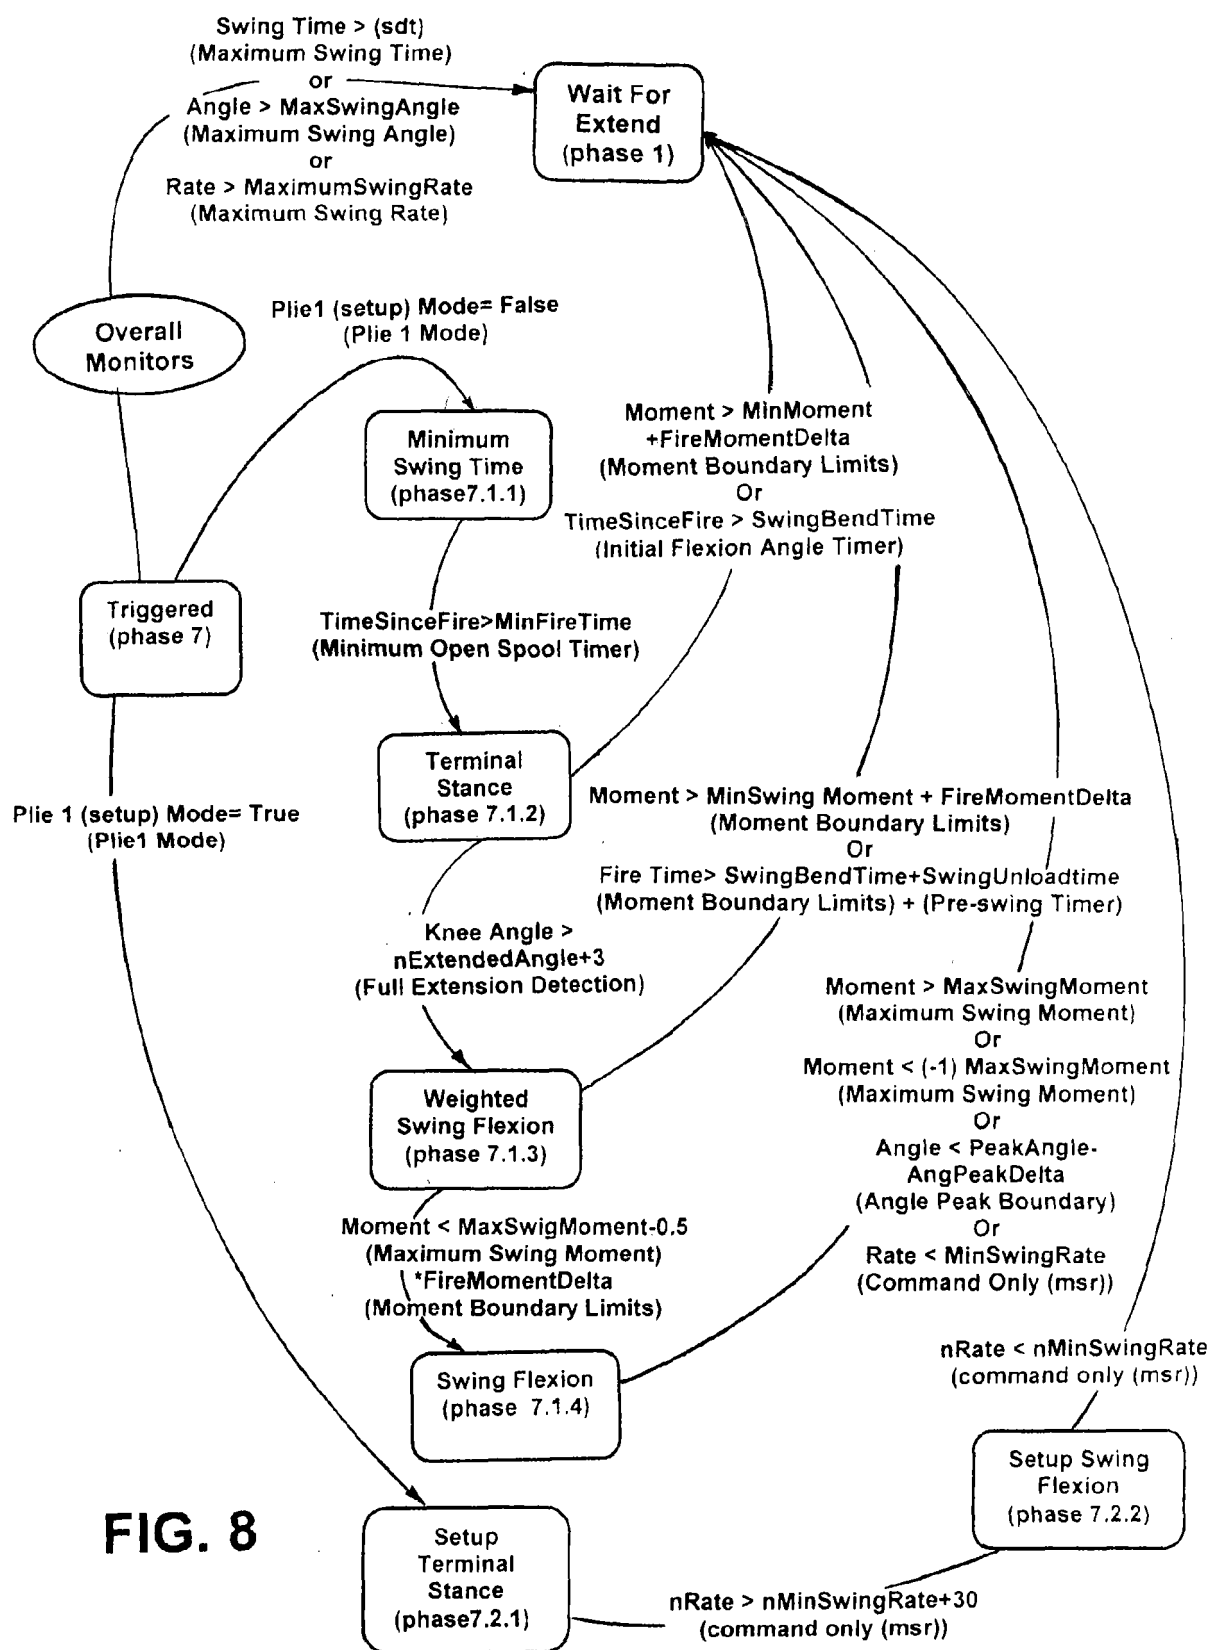 Swing Time > (sdt)
(Maximum Swing Time)
or
Angle > MaxSwingAngle
(Maximum Swing Angle)
or
Rate > MaximumSwingRate
(Maximum Swing Rate)
Wait For
Extend
(phase 1)
Overall
Monitors
Plie1 (setup) Mode= False
(Plie 1 Mode)
Minimum
Swing Time
(phase7.1.1)
Moment > MinMoment
+FireMomentDelta
(Moment Boundary Limits)
Or
TimeSinceFire > SwingBendTime
(Initial Flexion Angle Timer)
Triggered
(phase 7)
TimeSinceFire>MinFireTime
(Minimum Open Spool Timer)
Terminal
Stance
(phase 7.1.2)
Plie 1 (setup) Mode= True
(Plie1 Mode)
Moment > MinSwing Moment + FireMomentDelta
(Moment Boundary Limits)
Or
Fire Time> SwingBendTime+SwingUnloadtime
(Moment Boundary Limits) + (Pre-swing Timer)
Knee Angle >
nExtendedAngle+3
(Full Extension Detection)
Moment > MaxSwingMoment
(Maximum Swing Moment)
Or
Moment < (-1) MaxSwingMoment
(Maximum Swing Moment)
Or
Angle < PeakAngle-
AngPeakDelta
(Angle Peak Boundary)
Or
Rate < MinSwingRate
(Command Only (msr))
Weighted
Swing Flexion
(phase 7.1.3)
Moment < MaxSwigMoment-0.5
(Maximum Swing Moment)
*FireMomentDelta
(Moment Boundary Limits)
Swing Flexion
(phase 7.1.4)
nRate < nMinSwingRate
(command only (msr))
Setup Swing
Flexion
(phase 7.2.2)
FIG. 8
Setup
Terminal
Stance
(phase7.2.1)
nRate > nMinSwingRate+30
(command only (msr))